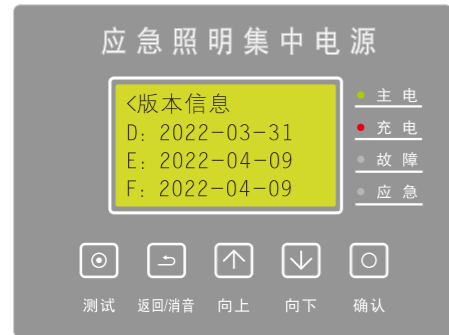 应急照明集中电源
<版本信息
D: 2022-03-31
E: 2022-04-09
F: 2022-04-09
主电
充电
故障
应急
测试 返回/消音 向上 向下 确认